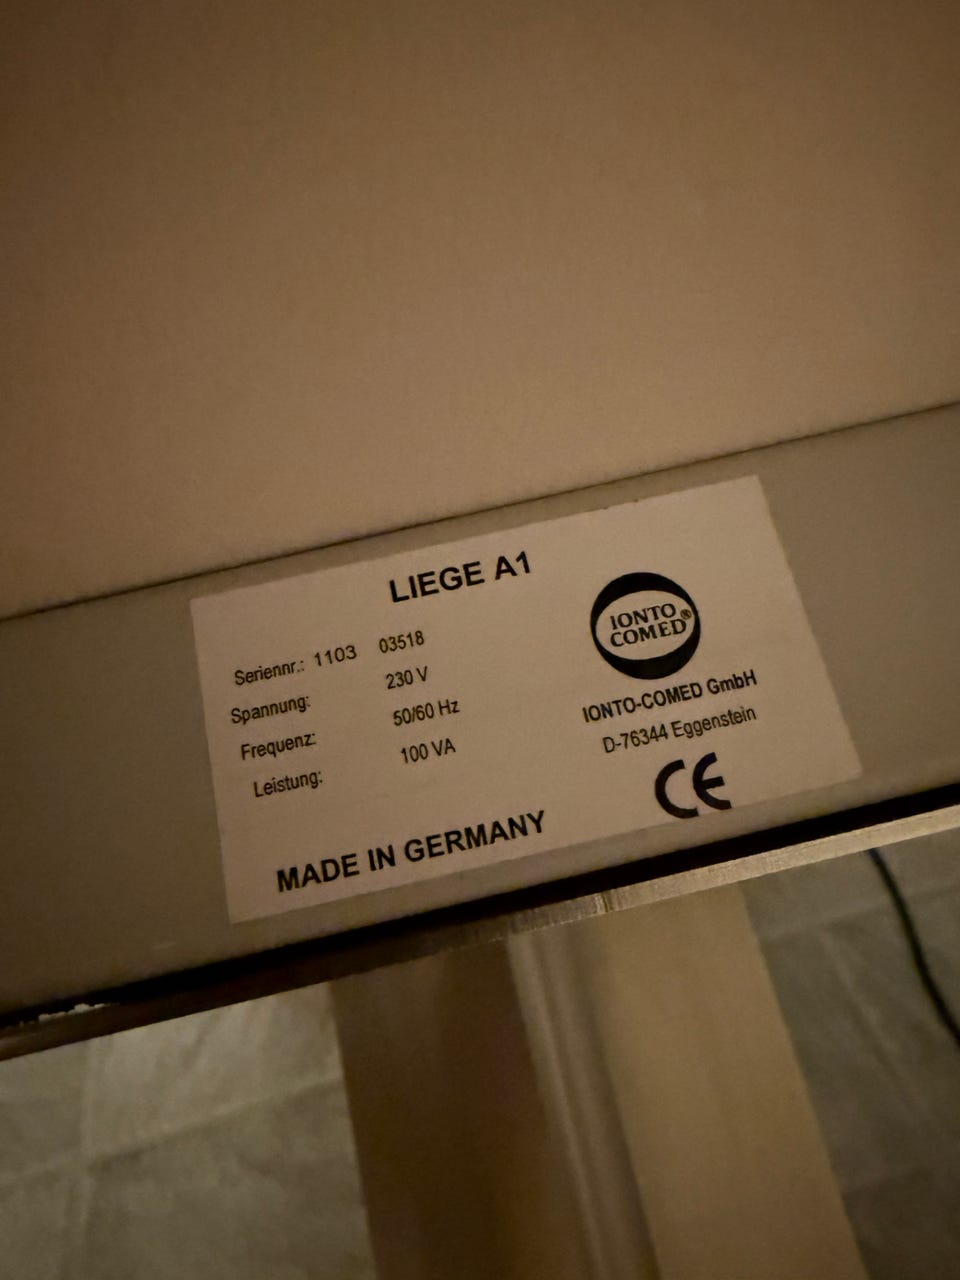 LIEGE A1
Seriennr.: 1103 03518
Spannung: 230 V
Frequenz: 50/60 Hz
Leistung: 100 VA
MADE IN GERMANY
IONTO®
COMED
IONTO-COMED GmbH
D-76344 Eggenstein
CE